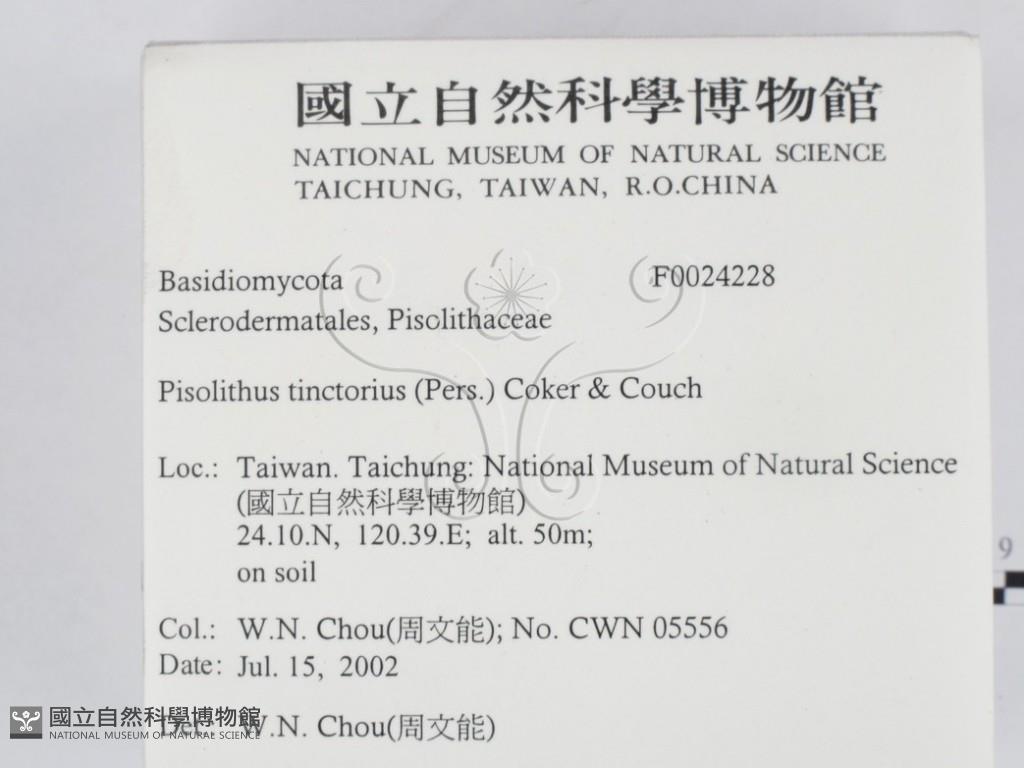 國立自然科學博物館
NATIONAL MUSEUM OF NATURAL SCIENCE
TAICHUNG, TAIWAN, R.O.CHINA
Basidiomycota F0024228
Sclerodermatales, Pisolithaceae
Pisolithus tinctorius (Pers.) Coker & Couch
Loc.: Taiwan. Taichung: National Museum of Natural Science
(國立自然科學博物館)
24.10.N, 120.39.E; alt. 50m;
on soil
9
Col.: W.N. Chou(周文能); No. CWN 05556
Date: Jul. 15, 2002
W.N. Chou(周文能)
國立自然科學博物館
NATIONAL MUSEUM OF NATURAL SCIENCE